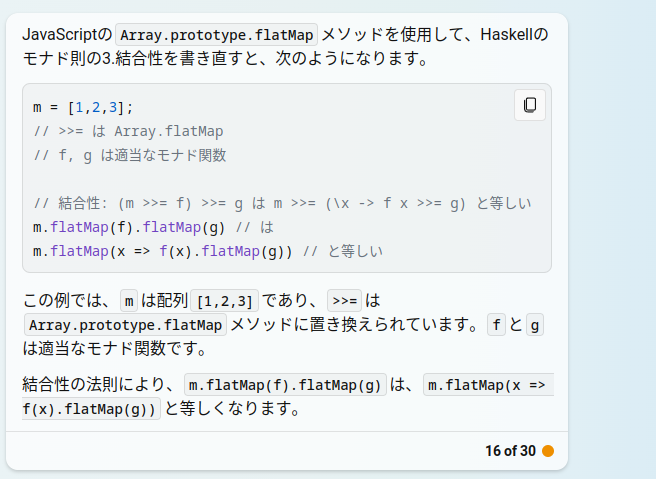 JavaScriptの Array.prototype.flatMap メソッドを使用して、Haskellの
モナド則の3.結合性を書き直すと、次のようになります。
m = [1,2,3];
// >>= は Array.flatMap
// f, g は適当なモナド関数
// 結合性: (m >>= f) >>= g は m >>= (\x -> f x >>= g) と等しい
m.flatMap(f).flatMap(g) // は
m.flatMap(x => f(x).flatMap(g)) // と等しい
この例では、 m は配列 [1,2,3] であり、 >>= は
Array.prototype.flatMap メソッドに置き換えられています。 f と g
は適当なモナド関数です。
結合性の法則により、 m.flatMap(f).flatMap(g) は、 m.flatMap(x =>
f(x).flatMap(g)) と等しくなります。
16 of 30